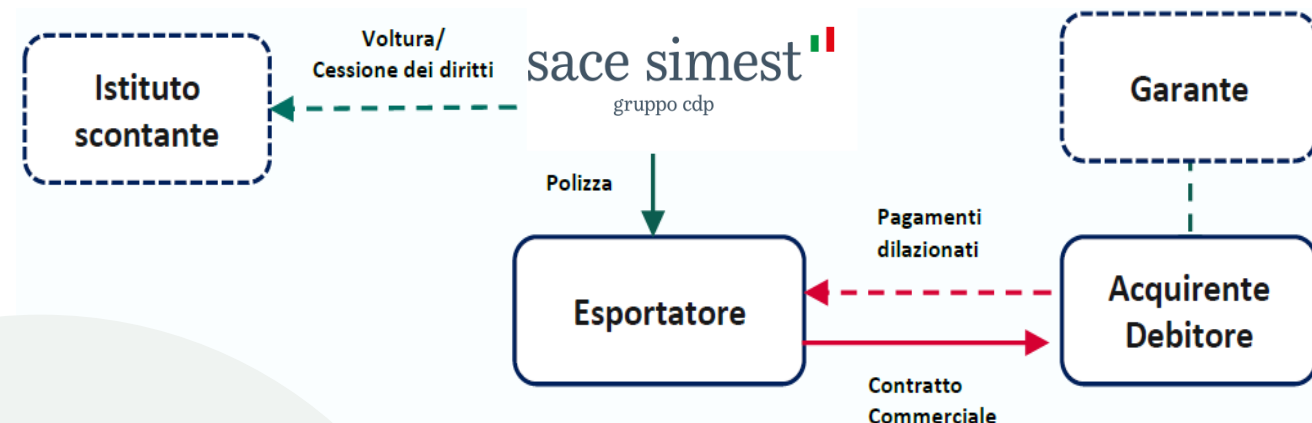 Voltura/
Cessione dei diritti
Istituto
scontante
sace simest
gruppo cdp
Garante
Polizza
Pagamenti
dilazionati
Esportatore
Acquirente
Debitore
Contratto
Commerciale